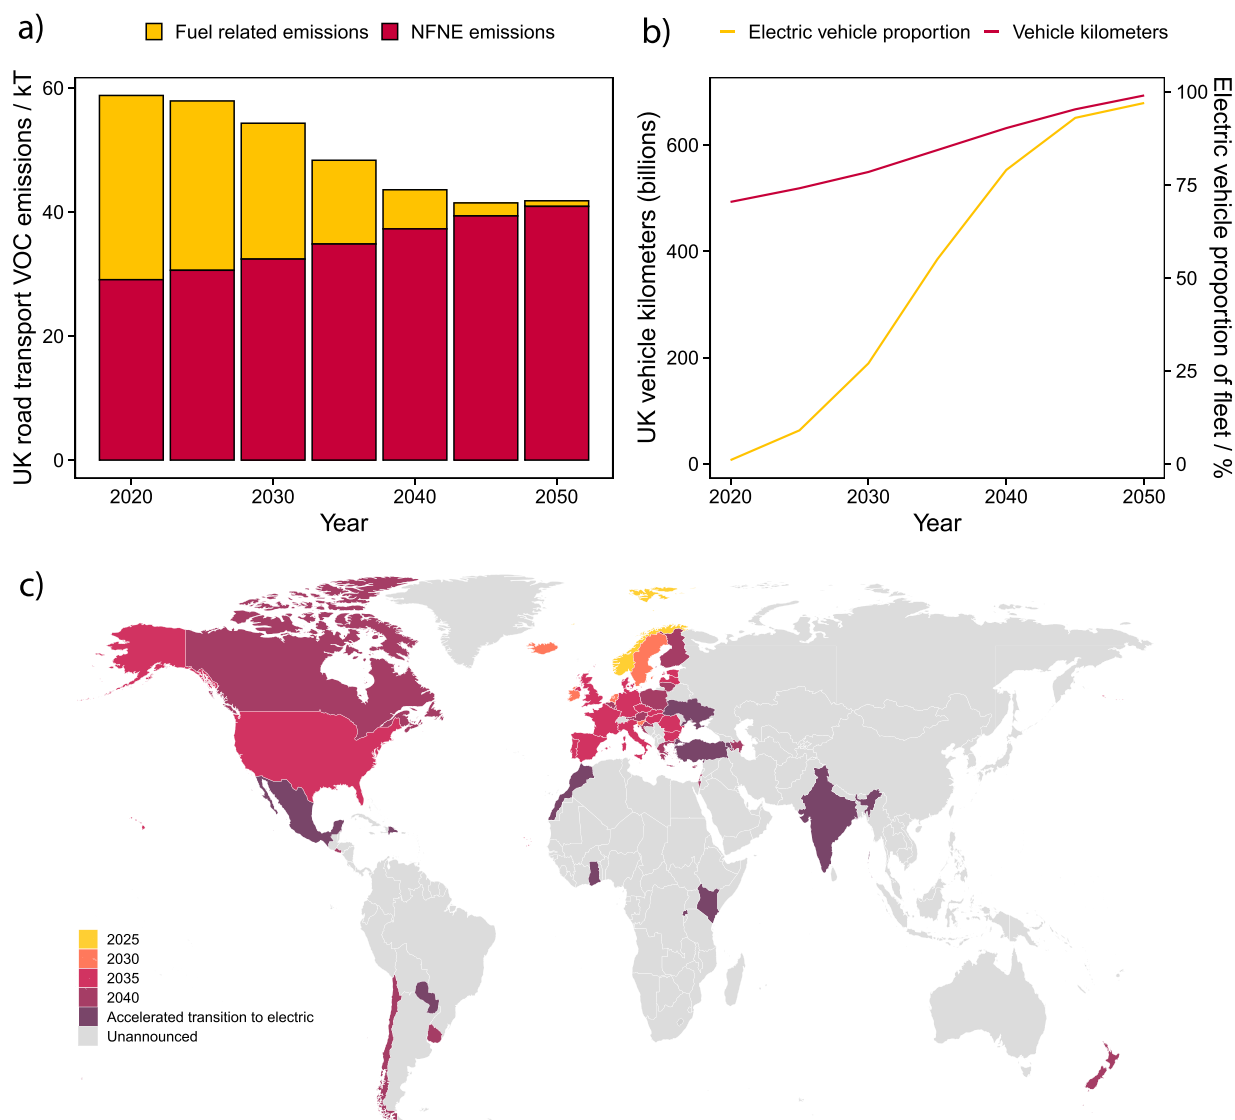 a)
Fuel related emissions NFNE emissions
UK road transport VOC emissions / kT
60
40
20
0
2020 2030 2040 2050
Year
b)
Electric vehicle proportion Vehicle kilometers
UK vehicle kilometers (billions)
600
400
200
0
100
75
50
25
0
Electric vehicle proportion of fleet / %
2020 2030 2040 2050
Year
c)
2025
2030
2035
2040
Accelerated transition to electric
Unannounced